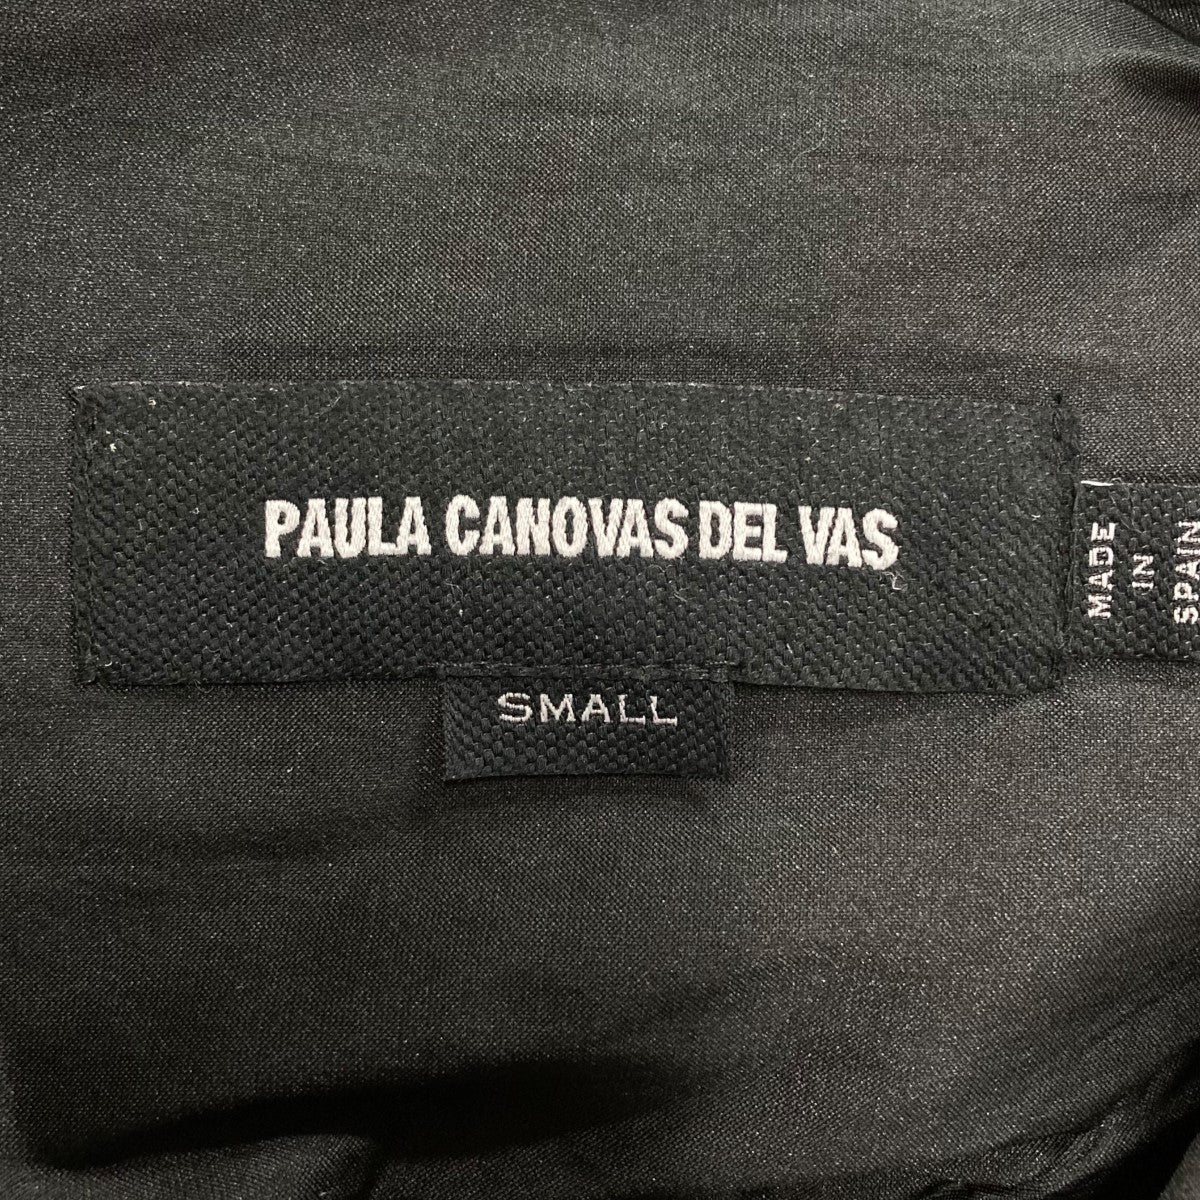 PAULA CANOVAS DEL VAS
SMALL
MADE
IN
SPAIN